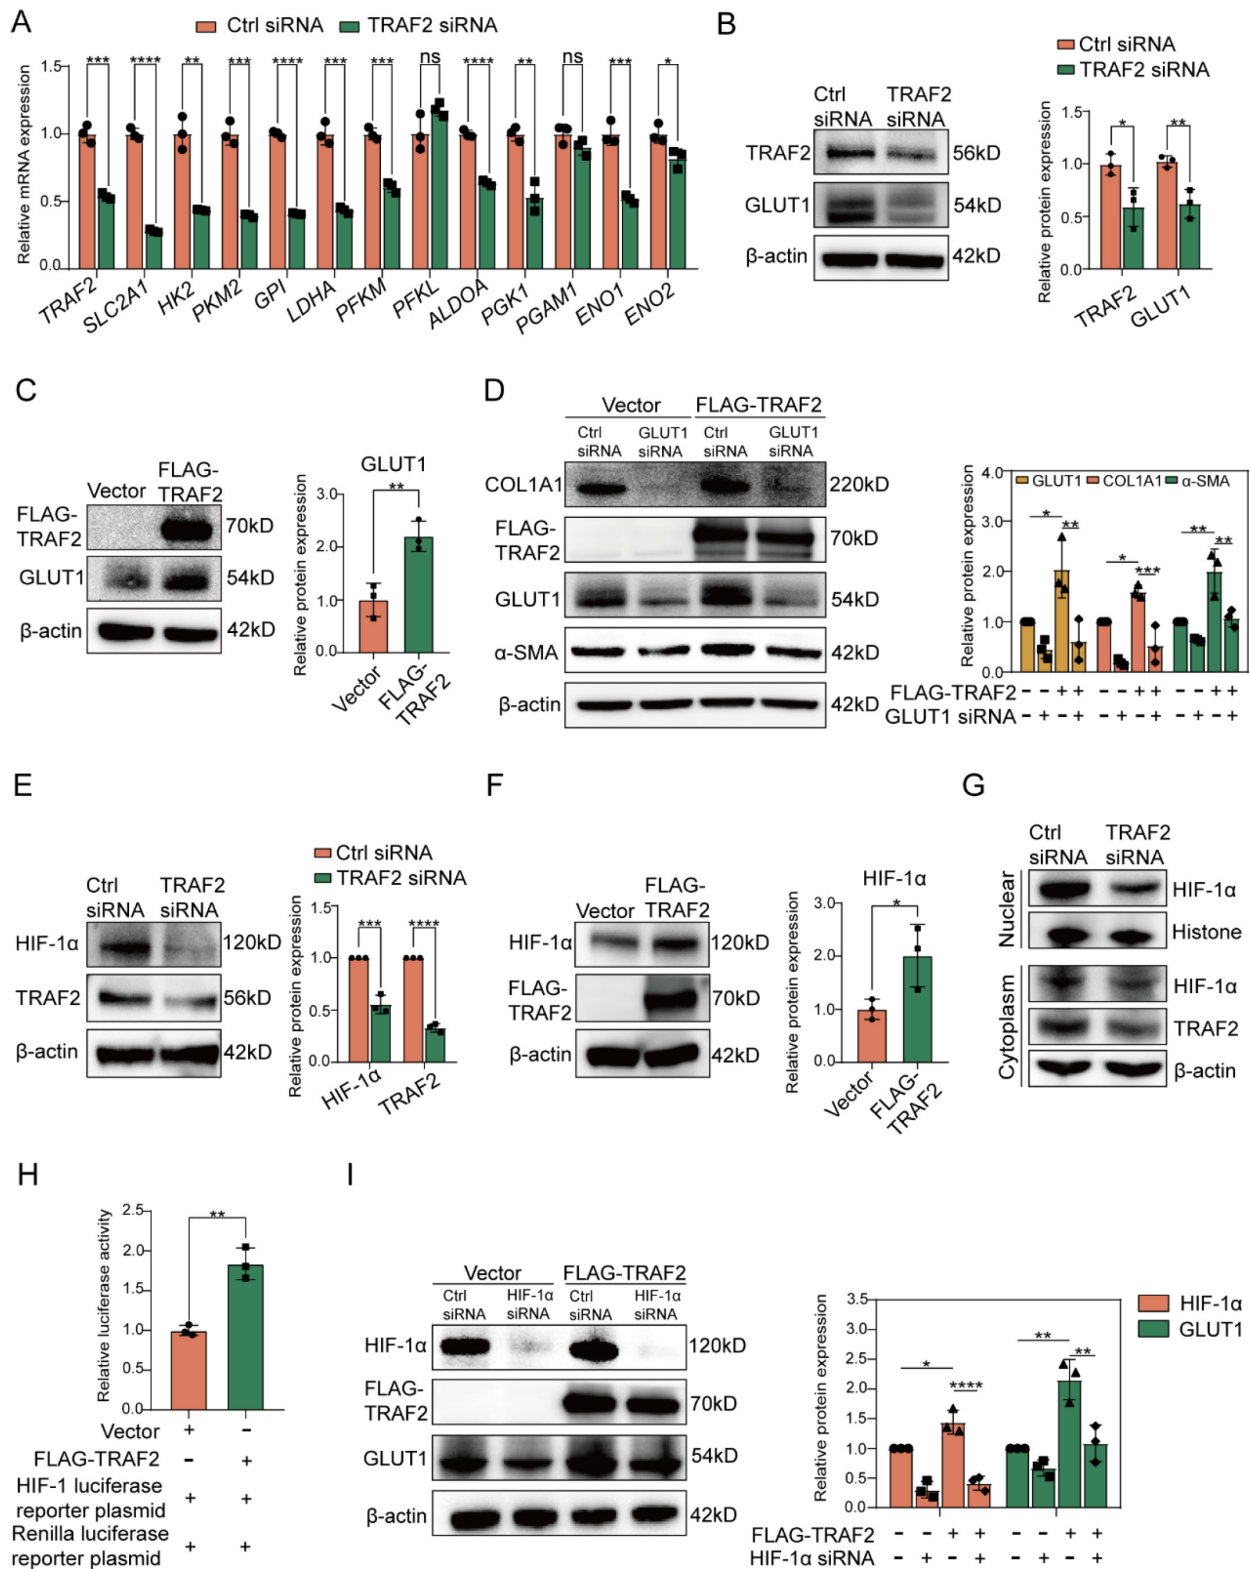 A
Ctrl siRNA TRAF2 siRNA
Relative mRNA expression
1.5
1.0
0.5
0.0
*** **** ** *** **** *** *** ns **** ** ns *** *
TRAF2 SLC2A1 HK2 PKM2 GPI LDHA PFKM PFKL ALDOA PGK1 PGAM1 ENO1 ENO2
B
Ctrl siRNA
TRAF2 siRNA
TRAF2 56kD
GLUT1 54kD
β-actin 42kD
Ctrl siRNA
TRAF2 siRNA
Relative protein expression
1.5
1.0
0.5
0.0
* **
TRAF2 GLUT1
C
Vector FLAG-TRAF2
FLAG-TRAF2 70kD
GLUT1 54kD
β-actin 42kD
GLUT1
Relative protein expression
3.0
2.0
1.0
0.0
**
Vector FLAG-TRAF2
D
Vector FLAG-TRAF2
Ctrl siRNA GLUT1 siRNA Ctrl siRNA GLUT1 siRNA
COL1A1 220kD
FLAG-TRAF2 70kD
GLUT1 54kD
α-SMA 42kD
β-actin 42kD
Relative protein expression
4.0
3.0
2.0
1.0
0.0
GLUT1 COL1A1 α-SMA
* ** * *** ** **
FLAG-TRAF2 - - + + - - + + - - + +
GLUT1 siRNA - + - + - + - + - + - +
E
Ctrl siRNA
TRAF2 siRNA
HIF-1α 120kD
TRAF2 56kD
β-actin 42kD
Ctrl siRNA
TRAF2 siRNA
Relative protein expression
1.5
1.0
0.5
0.0
*** ****
HIF-1α TRAF2
F
Vector FLAG-TRAF2
HIF-1α 120kD
FLAG-TRAF2 70kD
β-actin 42kD
HIF-1α
Relative protein expression
3.0
2.0
1.0
0.0
*
Vector FLAG-TRAF2
G
Ctrl siRNA
TRAF2 siRNA
Nuclear
HIF-1α
Histone
Cytoplasm
HIF-1α
TRAF2
β-actin
H
Relative luciferase activity
2.5
2.0
1.5
1.0
0.5
0.0
**
Vector + -
FLAG-TRAF2 - +
HIF-1 luciferase reporter plasmid + +
Renilla luciferase reporter plasmid + +
I
Vector FLAG-TRAF2
Ctrl siRNA HIF-1α siRNA Ctrl siRNA HIF-1α siRNA
HIF-1α 120kD
FLAG-TRAF2 70kD
GLUT1 54kD
β-actin 42kD
Relative protein expression
3.5
3.0
2.5
2.0
1.5
1.0
0.5
0.0
HIF-1α
GLUT1
* **** ** **
FLAG-TRAF2 - - + + - - + +
HIF-1α siRNA - + - + - + - +